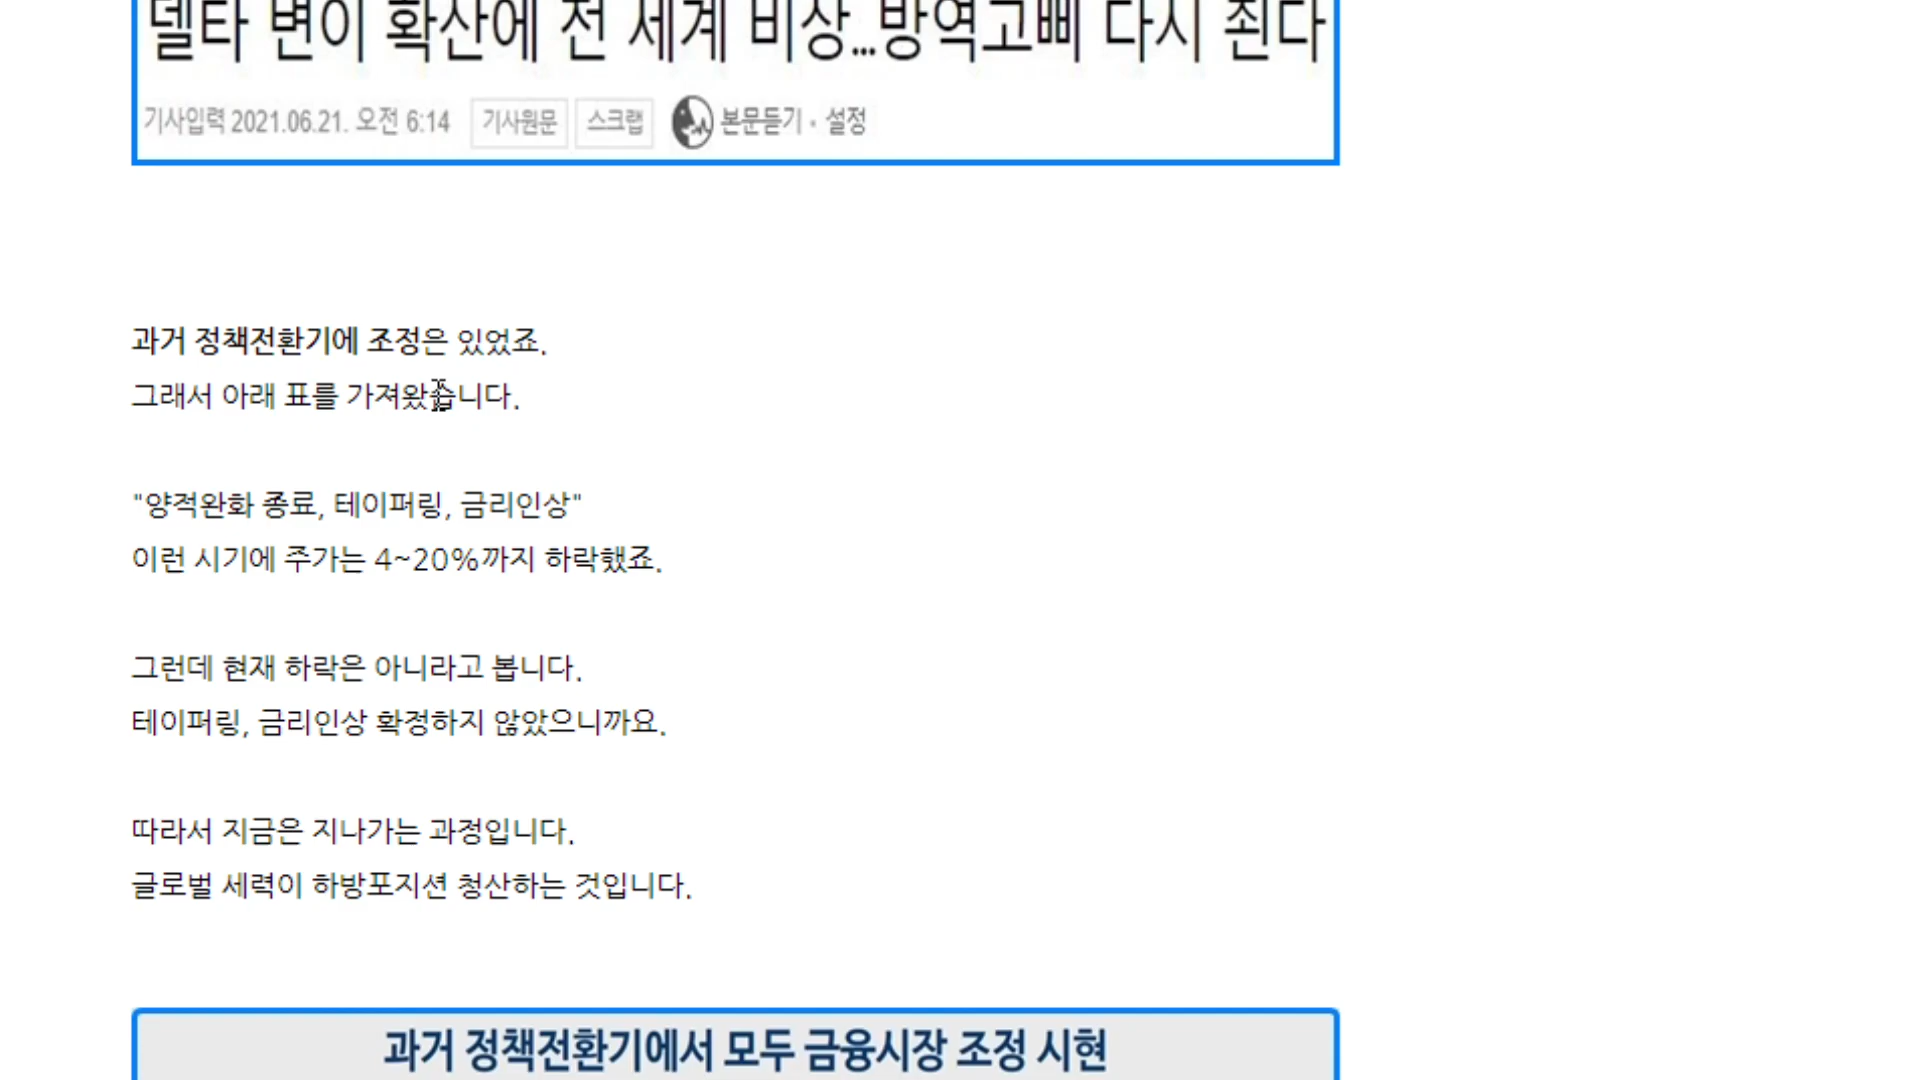 델타 변이 확산에 전 세계 비상...방역고삐 다시 죈다
기사입력 2021.06.21. 오전 6:14 기사원문 스크랩 본문듣기 · 설정
과거 정책전환기에 조정은 있었죠.
그래서 아래 표를 가져왔습니다.
"양적완화 종료, 테이퍼링, 금리인상"
이런 시기에 주가는 4~20%까지 하락했죠.
그런데 현재 하락은 아니라고 봅니다.
테이퍼링, 금리인상 확정하지 않았으니까요.
따라서 지금은 지나가는 과정입니다.
글로벌 세력이 하방포지션 청산하는 것입니다.
과거 정책전환기에서 모두 금융시장 조정 시현